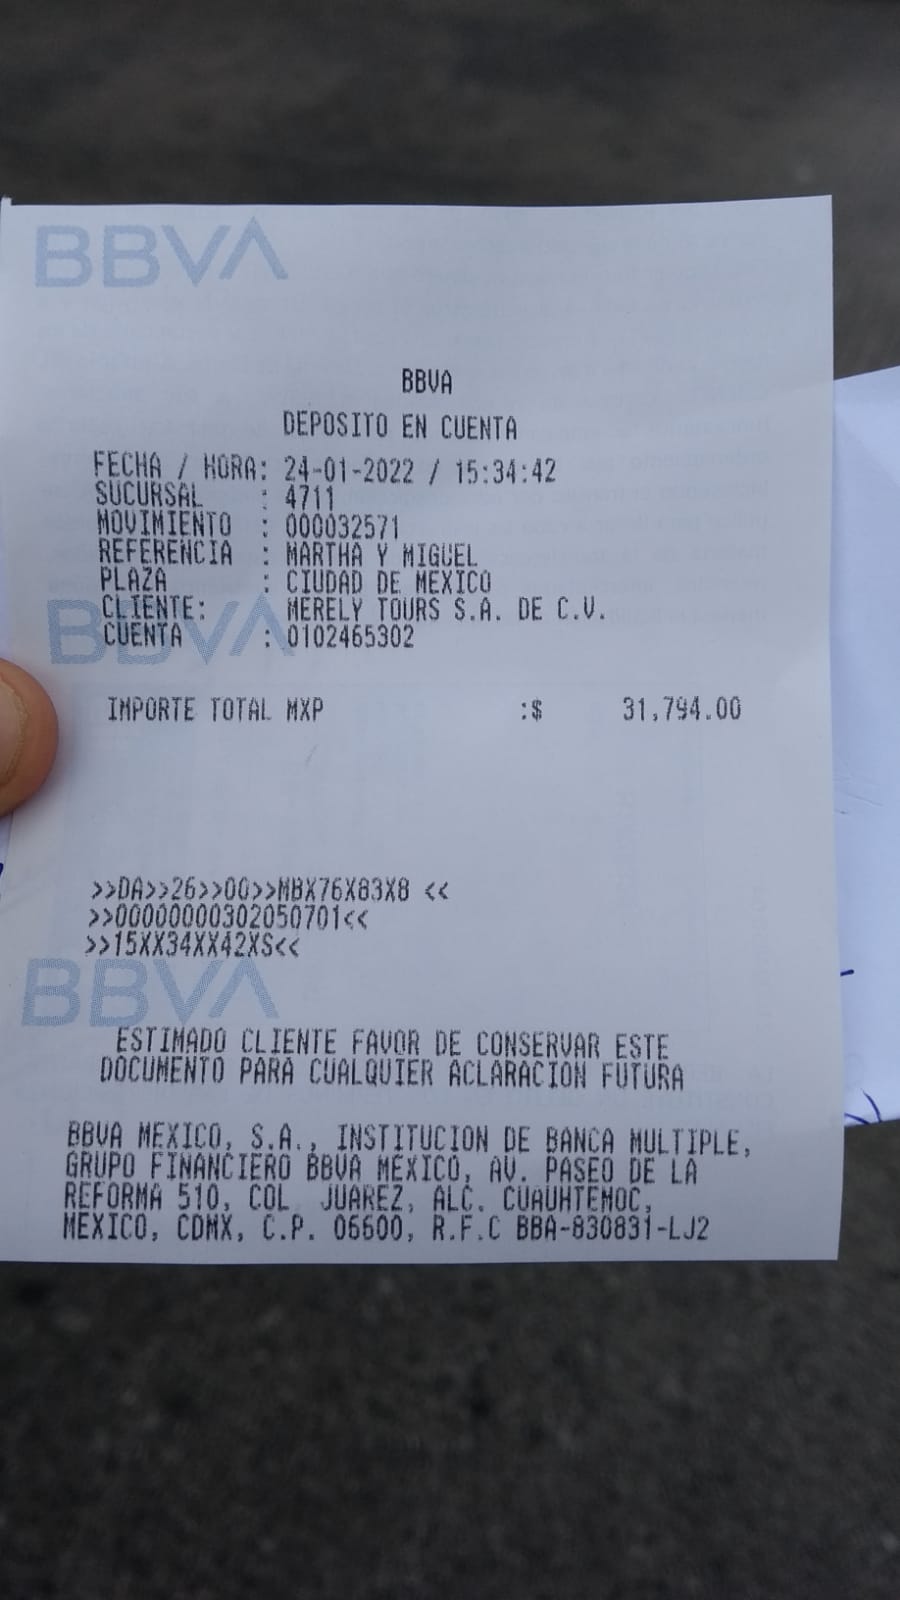 BBVA
BBVA
DEPOSITO EN CUENTA
FECHA / HORA: 24-01-2022 / 15:34:42
SUCURSAL : 4711
MOVIMIENTO : 000032571
REFERENCIA : MARTHA Y MIGUEL
PLAZA : CIUDAD DE MEXICO
CLIENTE: MERELY TOURS S.A. DE C.V.
BBVA
CUENTA : 0102465302
IMPORTE TOTAL MXP :$ 31,794.00
>>DA>>26>>00>>MBX76X83X8 <<
>>00000000302050701<<
>>15XX34XX42XS<<
BBVA
ESTIMADO CLIENTE FAVOR DE CONSERVAR ESTE
DOCUMENTO PARA CUALQUIER ACLARACION FUTURA
BBVA MEXICO, S.A., INSTITUCION DE BANCA MULTIPLE,
GRUPO FINANCIERO BBVA MEXICO, AV. PASEO DE LA
REFORMA 510, COL JUAREZ, ALC. CUAUHTEMOC,
MEXICO, CDMX, C.P. 06600, R.F.C BBA-830831-LJ2